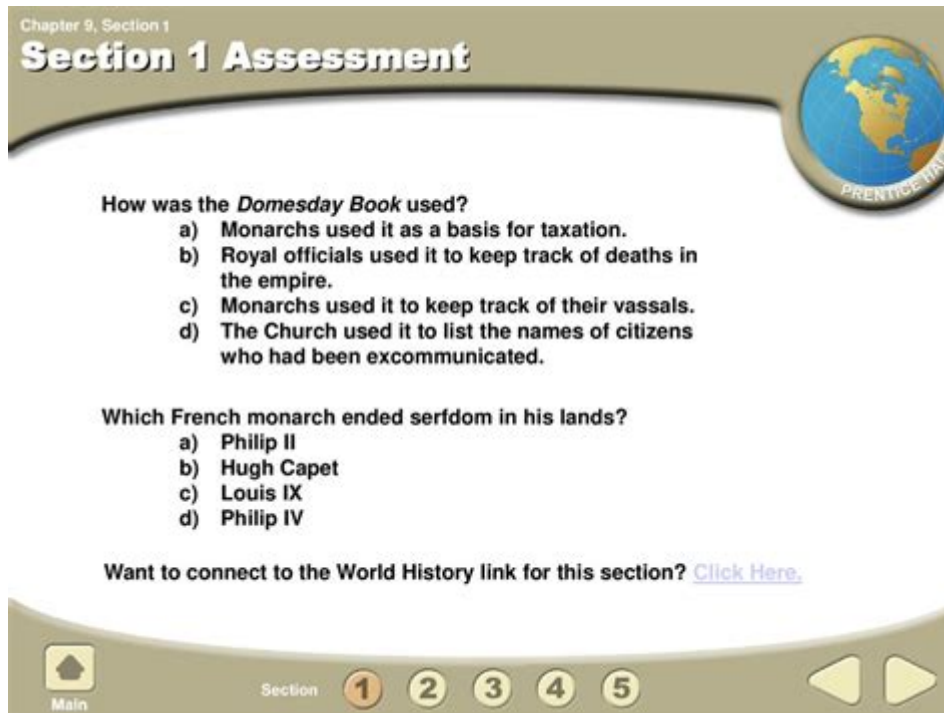 Chapter 9, Section 1
Section 1 Assessment
PRENTICE HAL
How was the Domesday Book used?
a) Monarchs used it as a basis for taxation.
b) Royal officials used it to keep track of deaths in
the empire.
c) Monarchs used it to keep track of their vassals.
d) The Church used it to list the names of citizens
who had been excommunicated.
Which French monarch ended serfdom in his lands?
a) Philip II
b) Hugh Capet
c) Louis IX
d) Philip IV
Want to connect to the World History link for this section? Click Here.
Section 1 2 3 4 5
Main